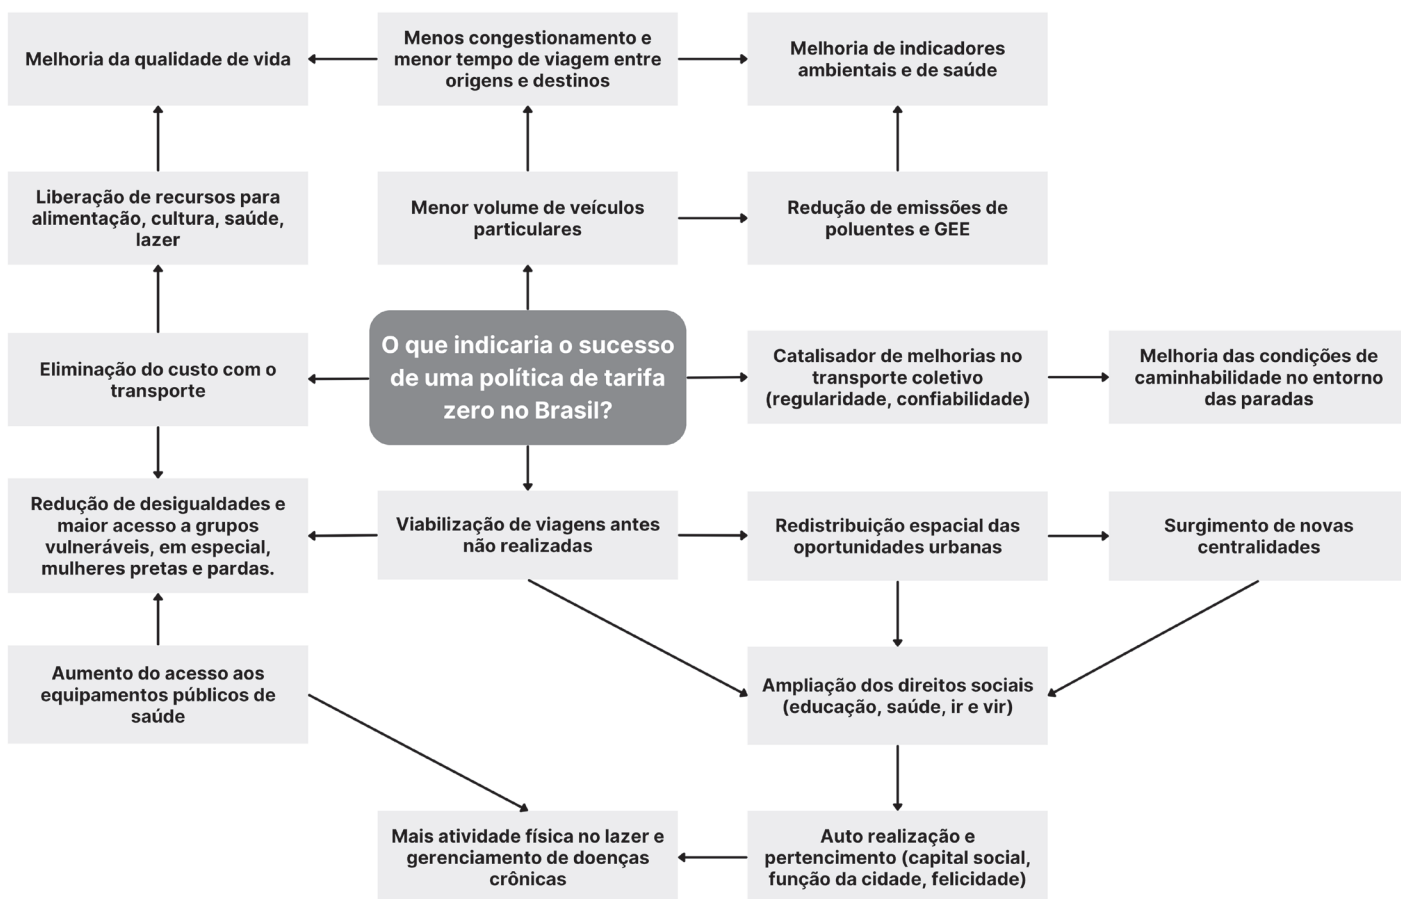 Melhoria da qualidade de vida
Menos congestionamento e
menor tempo de viagem entre
origens e destinos
Melhoria de indicadores
ambientais e de saúde
Liberação de recursos para
alimentação, cultura, saúde,
lazer
Menor volume de veículos
particulares
Redução de emissões de
poluentes e GEE
Eliminação do custo com o
transporte
O que indicaria o sucesso
de uma política de tarifa
zero no Brasil?
Catalisador de melhorias no
transporte coletivo
(regularidade, confiabilidade)
Melhoria das condições de
caminhabilidade no entorno
das paradas
Redução de desigualdades e
maior acesso a grupos
vulneráveis, em especial,
mulheres pretas e pardas.
Viabilização de viagens antes
não realizadas
Redistribuição espacial das
oportunidades urbanas
Surgimento de novas
centralidades
Aumento do acesso aos
equipamentos públicos de
saúde
Ampliação dos direitos sociais
(educação, saúde, ir e vir)
Mais atividade física no lazer e
gerenciamento de doenças
crônicas
Auto realização e
pertencimento (capital social,
função da cidade, felicidade)